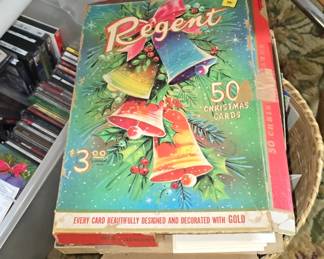 Regent
50
CHRISTMAS
CARDS
$3.00
EVERY CARD BEAUTIFULLY DESIGNED AND DECORATED WITH GOLD